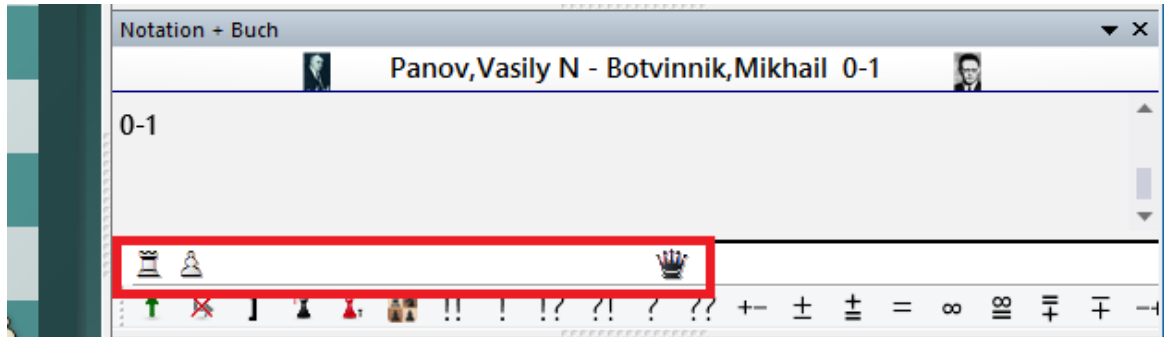 Notation + Buch
Panov,Vasily N - Botvinnik,Mikhail 0-1
0-1
] !! ! !? ?! ? ?? +− ± ⩲ = ∞ ⯹ ⩱ ∓ −+